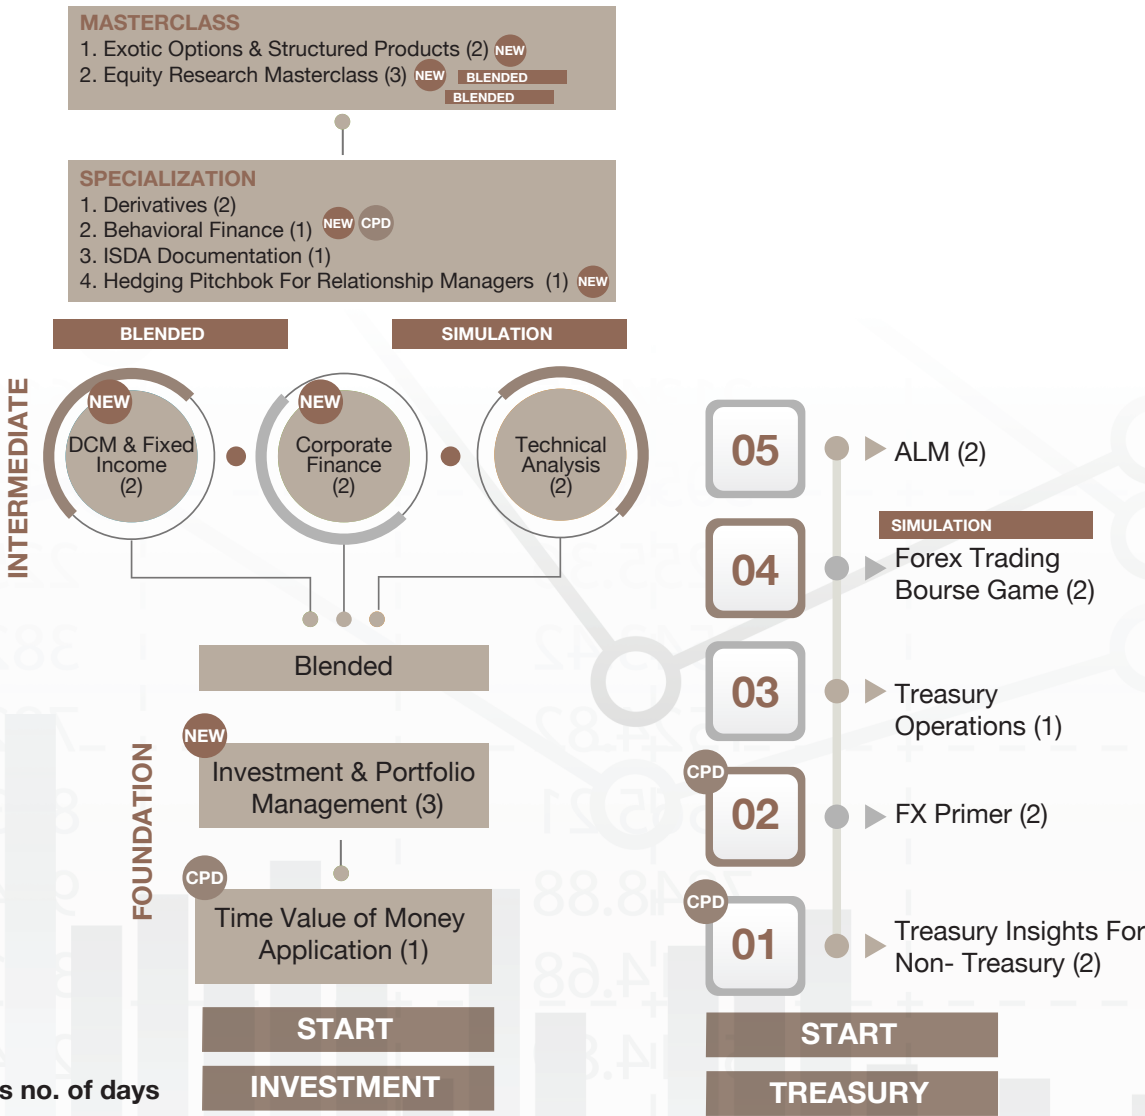 MASTERCLASS
1. Exotic Options & Structured Products (2) NEW
2. Equity Research Masterclass (3) NEW BLENDED
BLENDED
SPECIALIZATION
1. Derivatives (2)
2. Behavioral Finance (1) NEW CPD
3. ISDA Documentation (1)
4. Hedging Pitchbok For Relationship Managers (1) NEW
BLENDED
SIMULATION
INTERMEDIATE
NEW
DCM & Fixed
Income
(2)
NEW
Corporate
Finance
(2)
Technical
Analysis
(2)
Blended
FOUNDATION
NEW
Investment & Portfolio
Management (3)
CPD
Time Value of Money
Application (1)
START
INVESTMENT
s no. of days
05
ALM (2)
SIMULATION
04
Forex Trading
Bourse Game (2)
03
Treasury
Operations (1)
CPD
02
FX Primer (2)
CPD
01
Treasury Insights For
Non- Treasury (2)
START
TREASURY